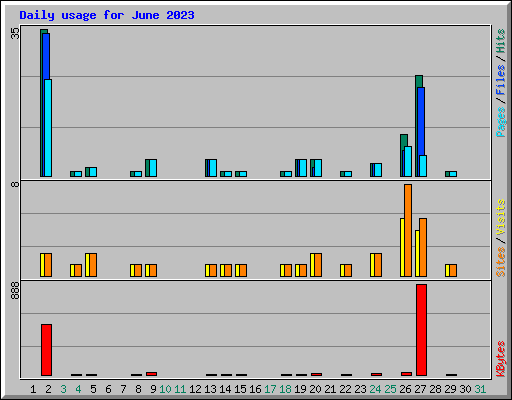 Daily usage for June 2023
35
8
888
Pages / Files / Hits
Sites / Visits
KBytes
1 2 3 4 5 6 7 8 9 10 11 12 13 14 15 16 17 18 19 20 21 22 23 24 25 26 27 28 29 30 31